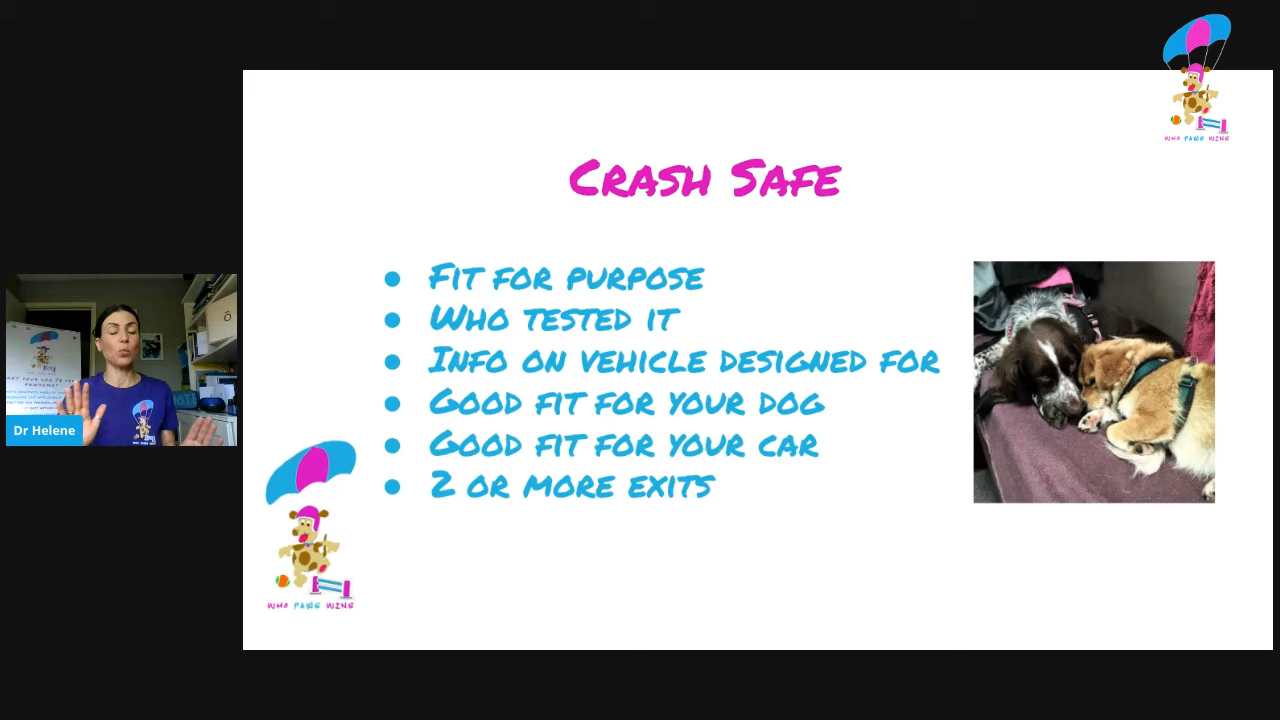 WHO PAWS WINS
CRASH SAFE
● FIT FOR PURPOSE
● WHO TESTED IT
● INFO ON VEHICLE DESIGNED FOR
● GOOD FIT FOR YOUR DOG
● GOOD FIT FOR YOUR CAR
● 2 OR MORE EXITS
Dr Helene
WHO PAWS WINS